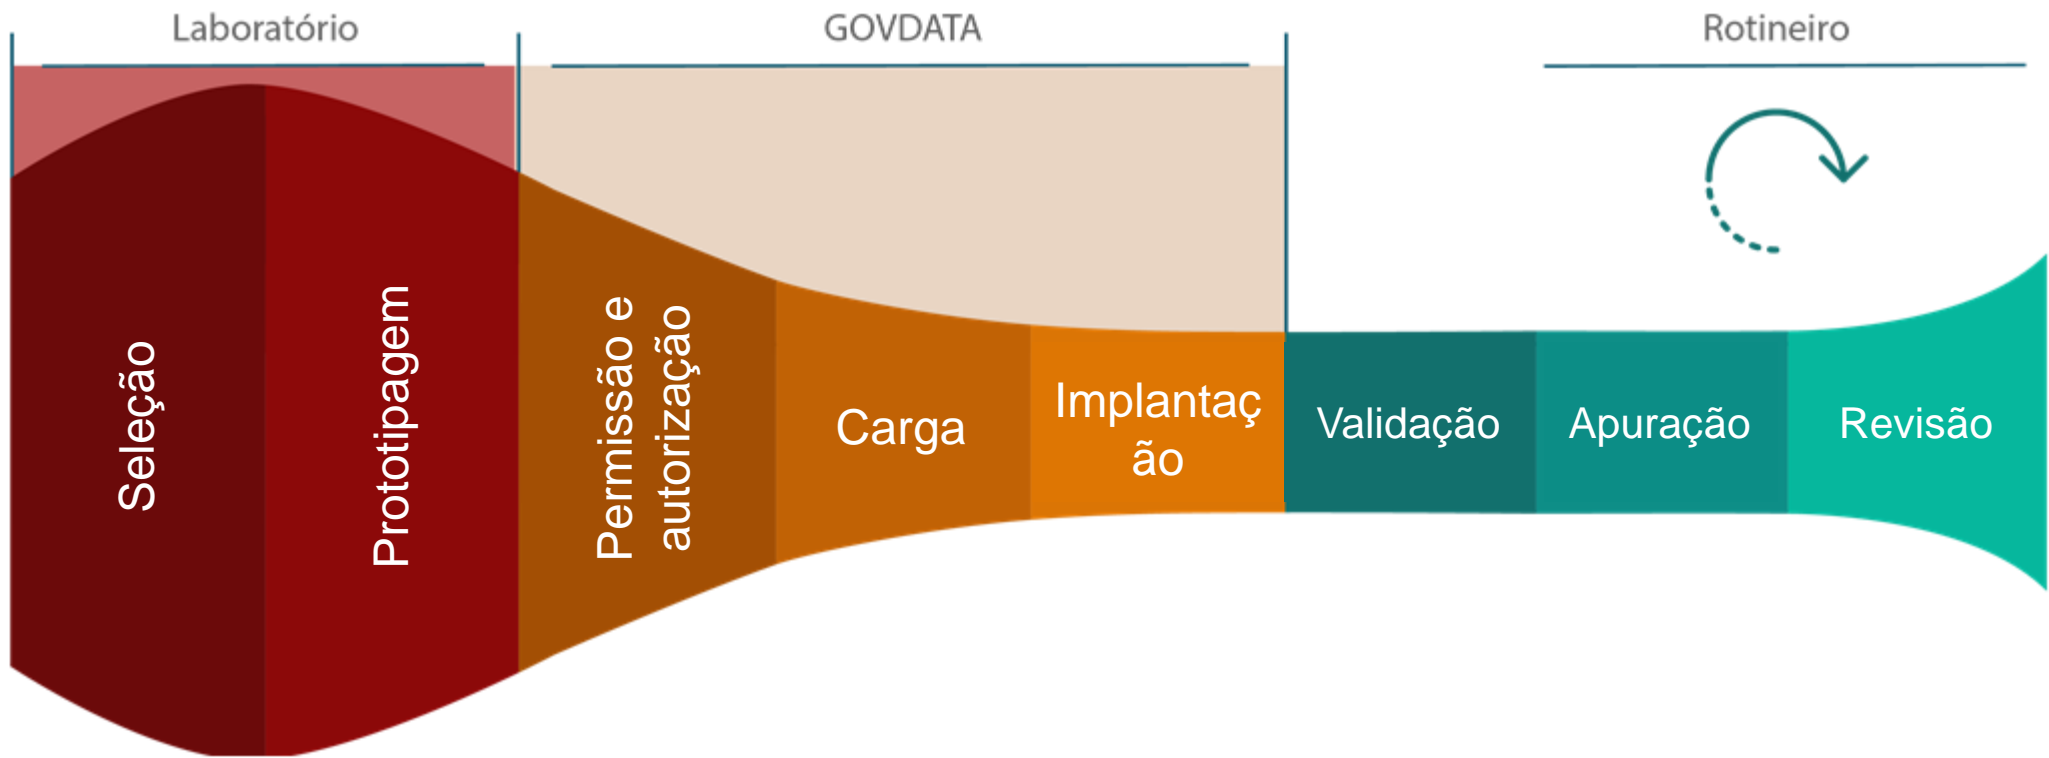 Laboratório
GOVDATA
Rotineiro
Seleção
Prototipagem
Permissão e
autorização
Carga
Implantaç
ão
Validação
Apuração
Revisão